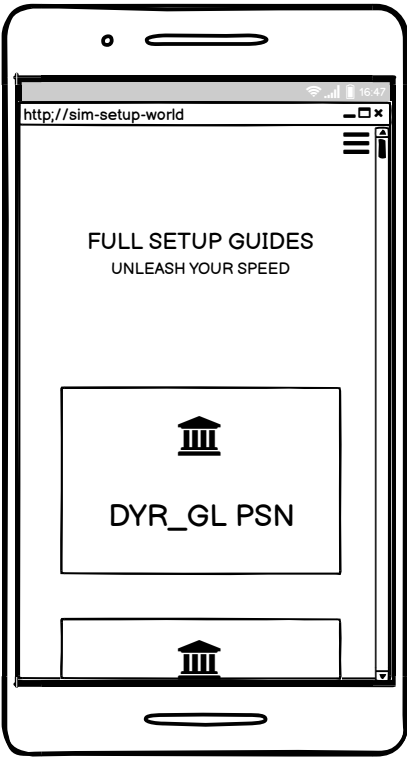 16:47
http;//sim-setup-world
FULL SETUP GUIDES
UNLEASH YOUR SPEED
DYR_GL PSN